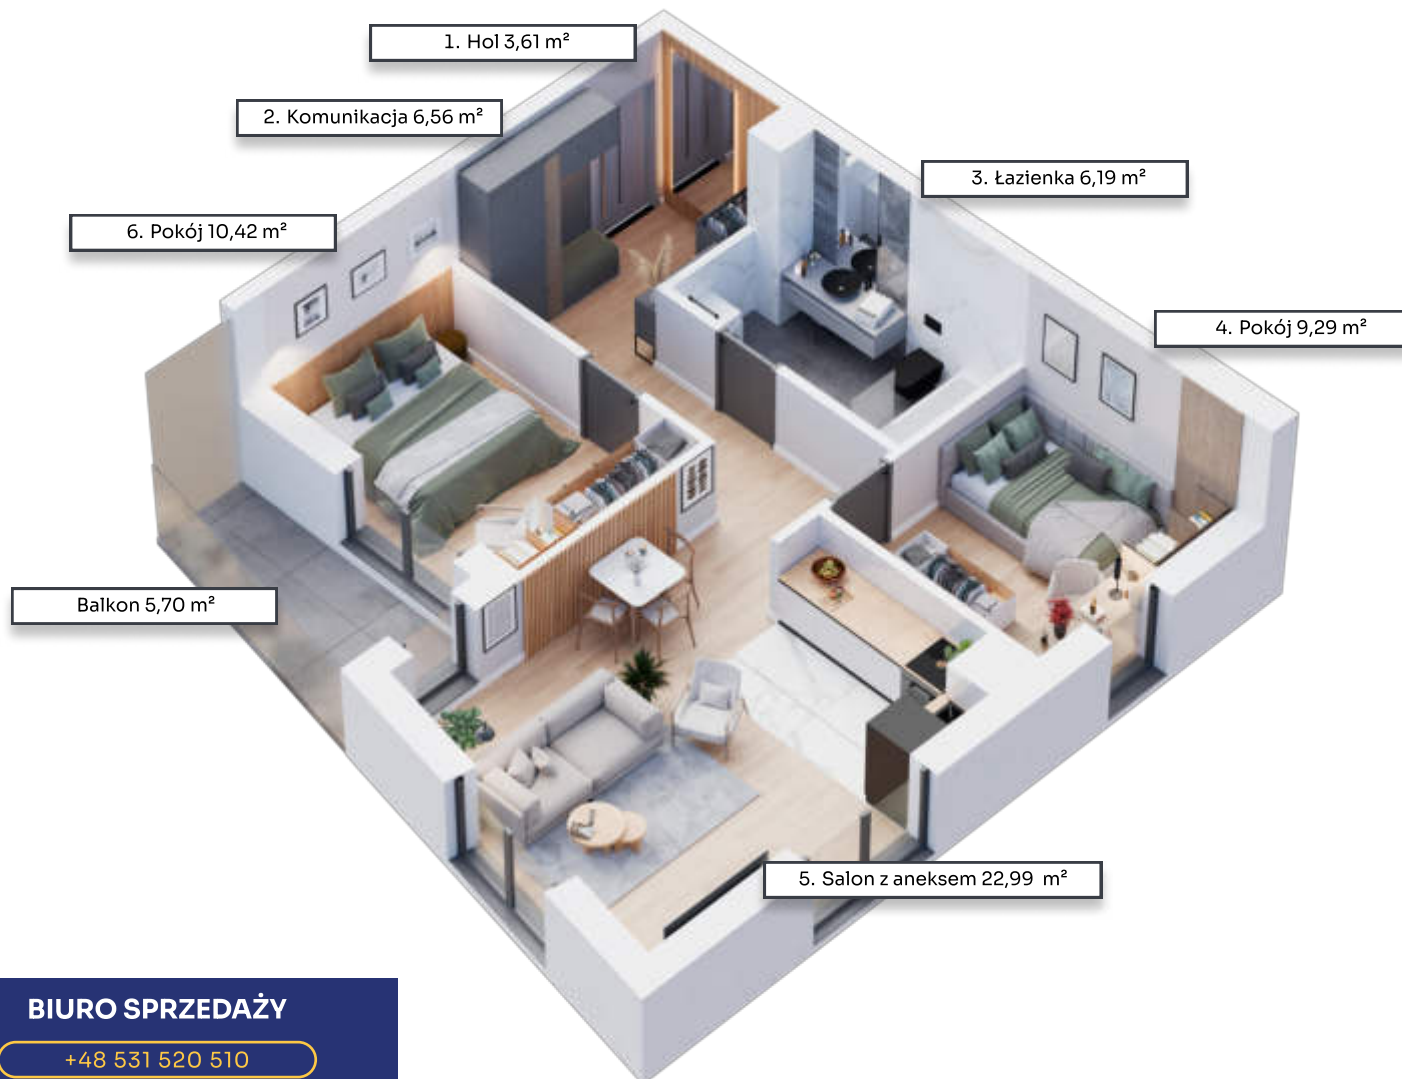 1. Hol 3,61 m²
2. Komunikacja 6,56 m²
3. Łazienka 6,19 m²
6. Pokój 10,42 m²
4. Pokój 9,29 m²
Balkon 5,70 m²
5. Salon z aneksem 22,99 m²
BIURO SPRZEDAŻY
+48 531 520 510